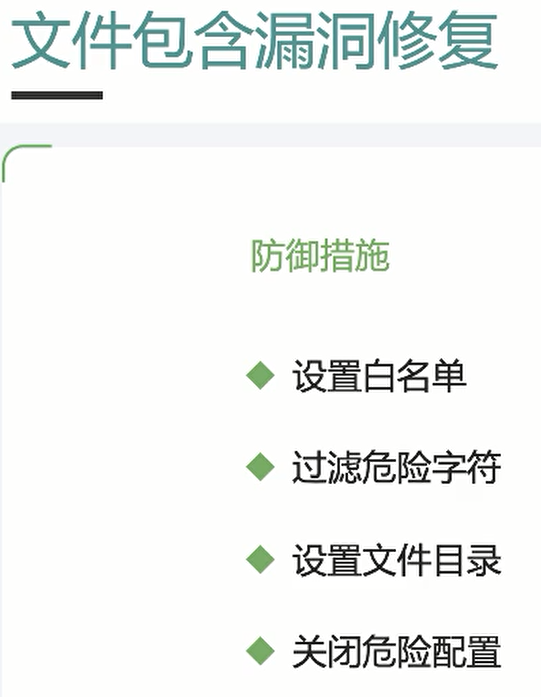 文件包含漏洞修复
防御措施
设置白名单
过滤危险字符
设置文件目录
关闭危险配置